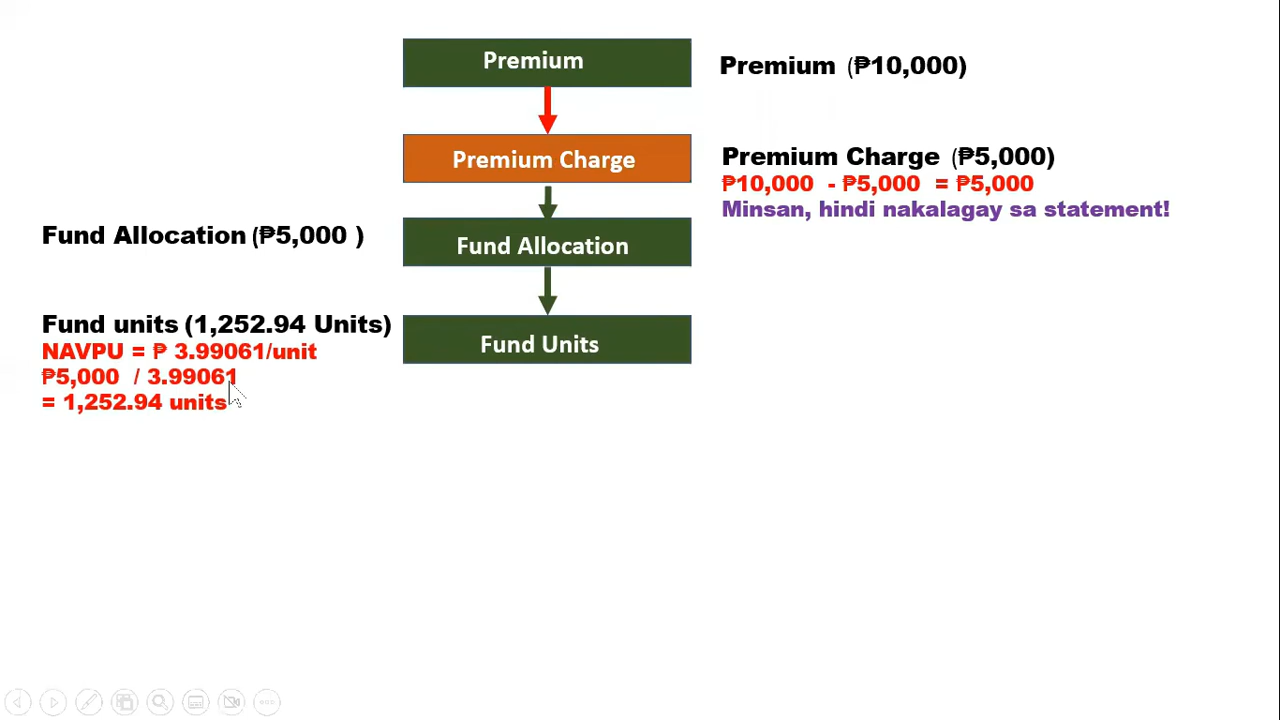 Premium
Premium (₱10,000)
Premium Charge
Premium Charge (₱5,000)
₱10,000 - ₱5,000 = ₱5,000
Minsan, hindi nakalagay sa statement!
Fund Allocation (₱5,000 )
Fund Allocation
Fund units (1,252.94 Units)
NAVPU = ₱ 3.99061/unit
₱5,000 / 3.99061
= 1,252.94 units
Fund Units